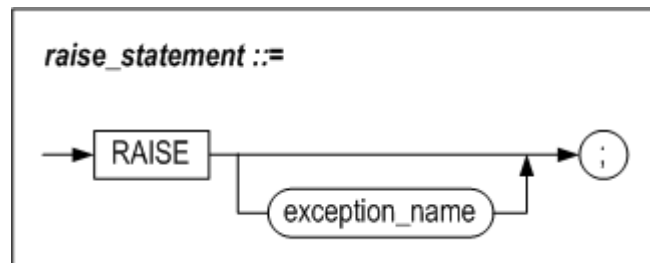 raise_statement ::=
RAISE
;
exception_name